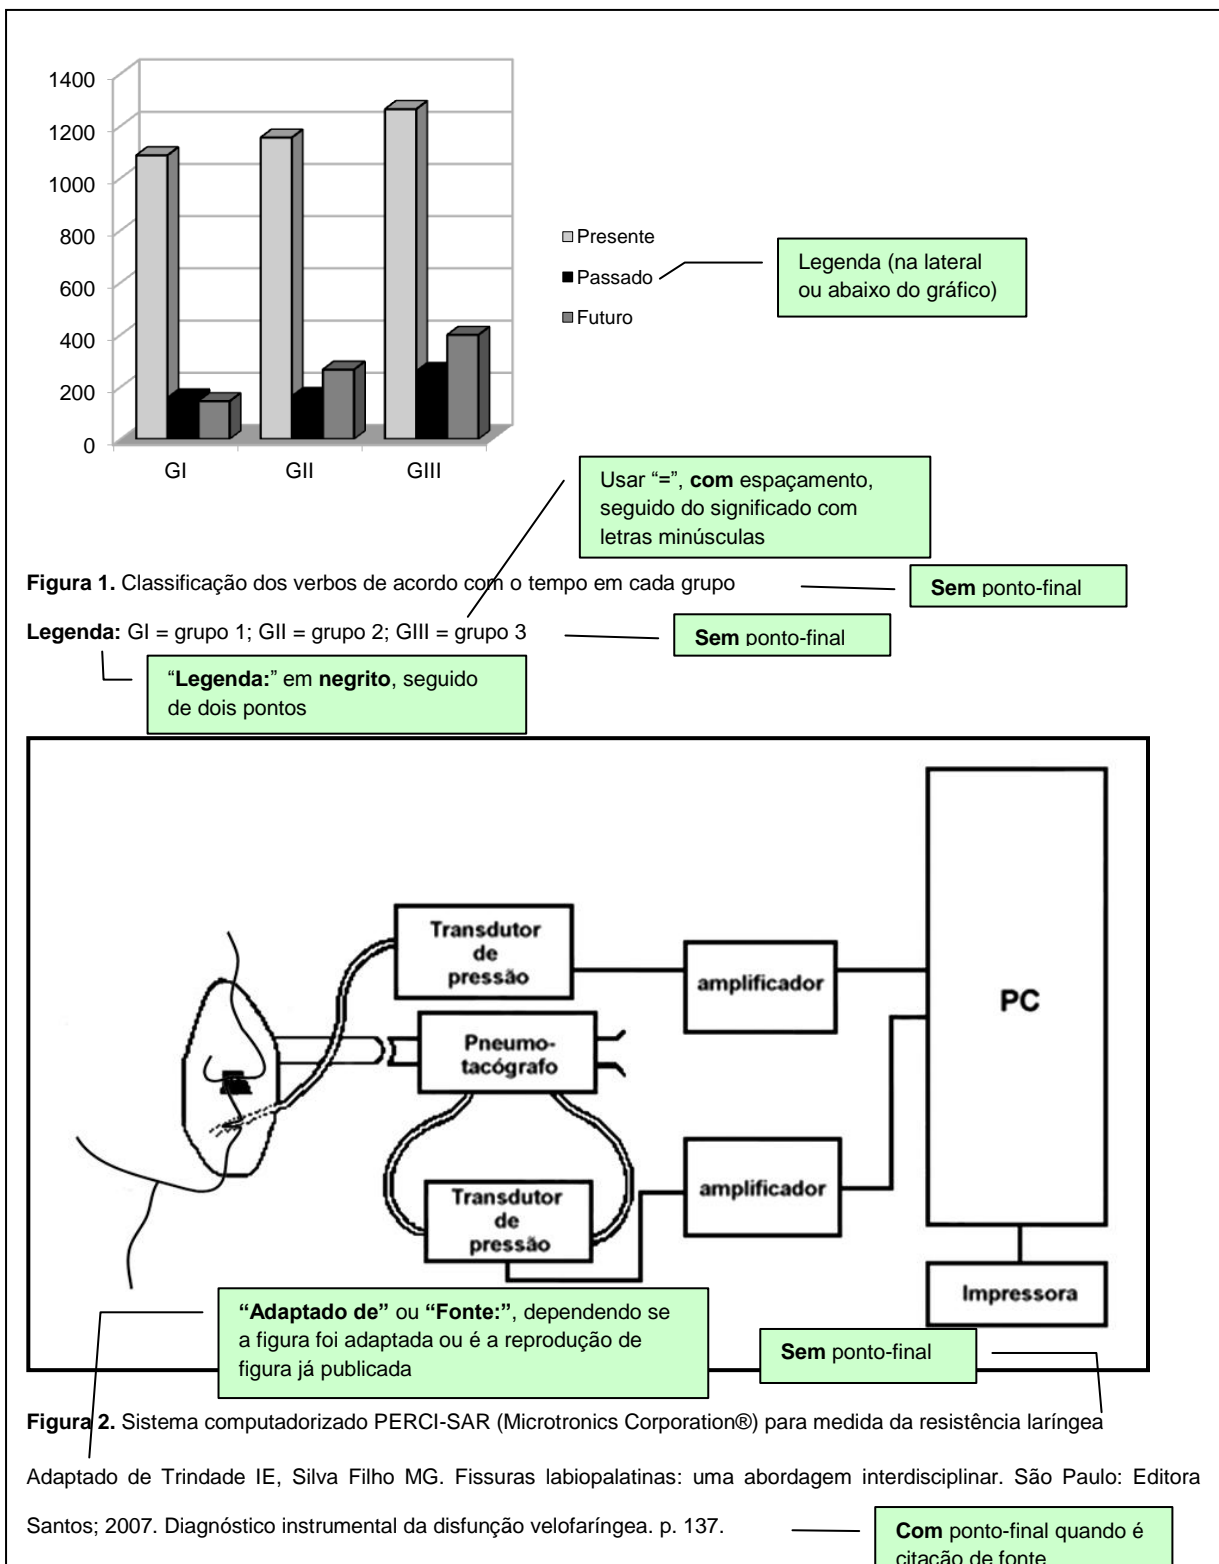 1400
1200
1000
800
600
400
200
0
GI
GII
GIII
Presente
Passado
Futuro
Legenda (na lateral
ou abaixo do gráfico)
Usar “=”, com espaçamento,
seguido do significado com
letras minúsculas
Figura 1. Classificação dos verbos de acordo com o tempo em cada grupo
Sem ponto-final
Legenda: GI = grupo 1; GII = grupo 2; GIII = grupo 3
Sem ponto-final
“Legenda:” em negrito, seguido
de dois pontos
Transdutor
de
pressão
amplificador
PC
Pneumo-
tacógrafo
Transdutor
de
pressão
amplificador
Impressora
“Adaptado de” ou “Fonte:”, dependendo se
a figura foi adaptada ou é a reprodução de
figura já publicada
Sem ponto-final
Figura 2. Sistema computadorizado PERCI-SAR (Microtronics Corporation®) para medida da resistência laríngea
Adaptado de Trindade IE, Silva Filho MG. Fissuras labiopalatinas: uma abordagem interdisciplinar. São Paulo: Editora
Santos; 2007. Diagnóstico instrumental da disfunção velofaríngea. p. 137.
Com ponto-final quando é
citação de fonte